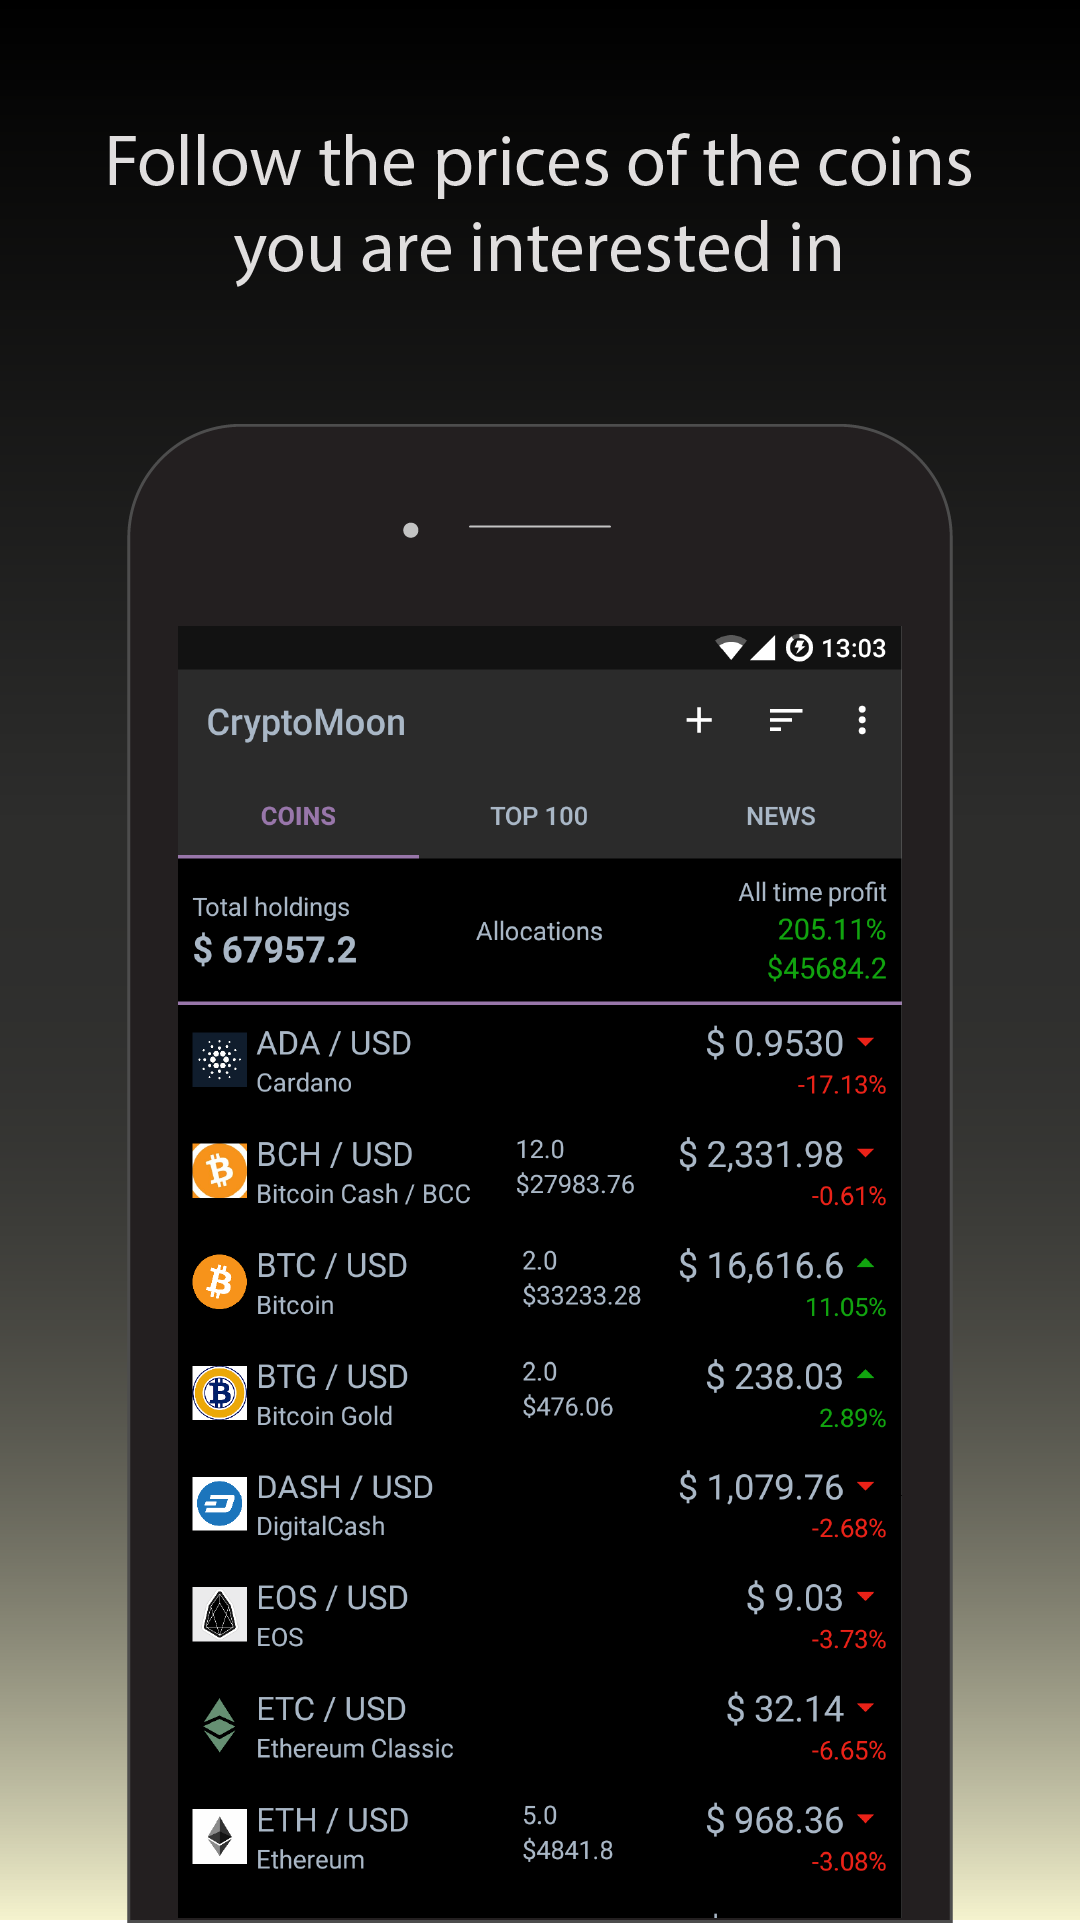 Follow the prices of the coins
you are interested in
13:03
CryptoMoon
COINS TOP 100 NEWS
Total holdings
$ 67957.2
Allocations
All time profit
205.11%
$45684.2
ADA / USD $ 0.9530
Cardano -17.13%
BCH / USD 12.0 $ 2,331.98
Bitcoin Cash / BCC $27983.76 -0.61%
BTC / USD 2.0 $ 16,616.6
Bitcoin $33233.28 11.05%
BTG / USD 2.0 $ 238.03
Bitcoin Gold $476.06 2.89%
DASH / USD $ 1,079.76
DigitalCash -2.68%
EOS / USD $ 9.03
EOS -3.73%
ETC / USD $ 32.14
Ethereum Classic -6.65%
ETH / USD 5.0 $ 968.36
Ethereum $4841.8 -3.08%